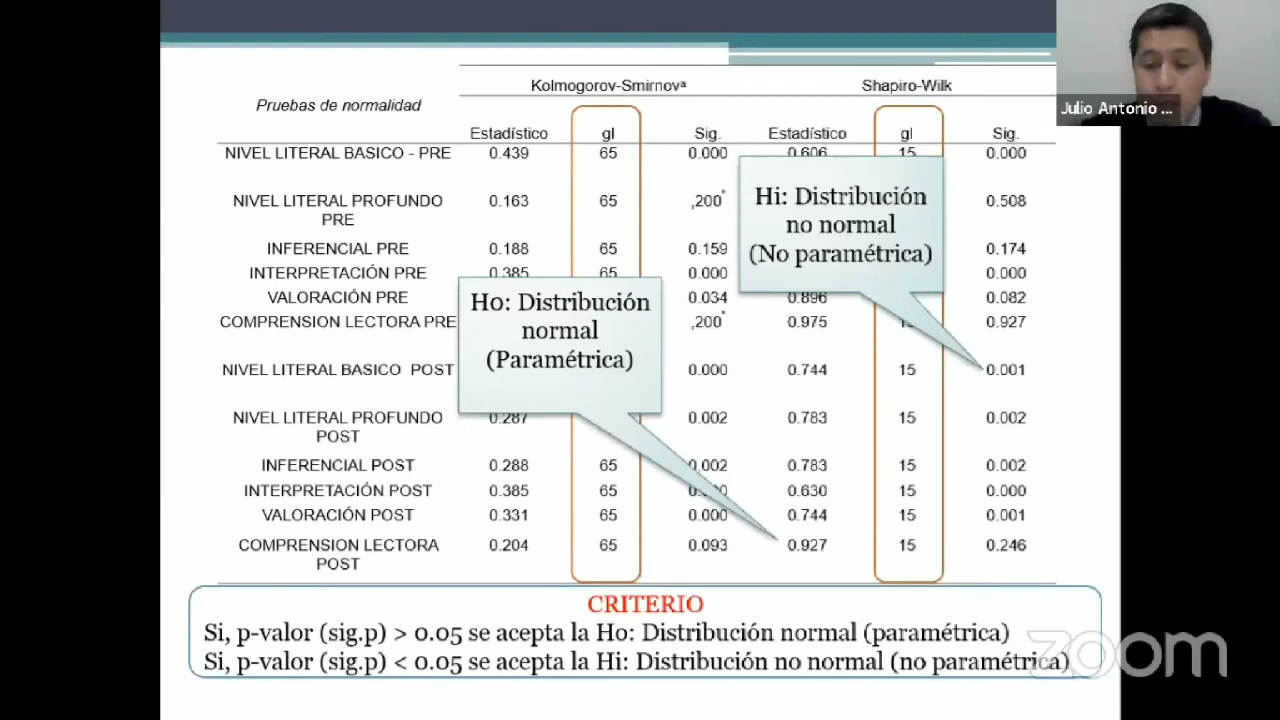 Kolmogorov-Smirnovª Shapiro-Wilk
Pruebas de normalidad
Estadístico gl Sig. Estadístico gl Sig.
NIVEL LITERAL BASICO - PRE 0.439 65 0.000 0.606 15 0.000
NIVEL LITERAL PROFUNDO PRE 0.163 65 ,200* 0.508
INFERENCIAL PRE 0.188 65 0.159 0.174
INTERPRETACIÓN PRE 0.385 65 0.000 0.000
VALORACIÓN PRE 0.034 0.896 0.082
COMPRENSION LECTORA PRE ,200* 0.975 0.927
NIVEL LITERAL BASICO POST 0.000 0.744 15 0.001
NIVEL LITERAL PROFUNDO POST 0.287 0.002 0.783 15 0.002
INFERENCIAL POST 0.288 65 0.002 0.783 15 0.002
INTERPRETACIÓN POST 0.385 65 0.630 15 0.000
VALORACIÓN POST 0.331 65 0.000 0.744 15 0.001
COMPRENSION LECTORA POST 0.204 65 0.093 0.927 15 0.246
Hi: Distribución
no normal
(No paramétrica)
Ho: Distribución
normal
(Paramétrica)
CRITERIO
Si, p-valor (sig.p) > 0.05 se acepta la Ho: Distribución normal (paramétrica)
Si, p-valor (sig.p) < 0.05 se acepta la Hi: Distribución no normal (no paramétrica)
Julio Antonio ...
zoom